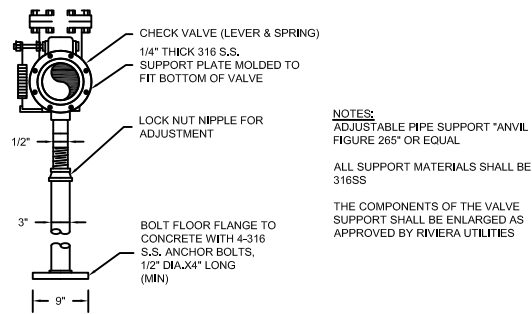 CHECK VALVE (LEVER & SPRING)
1/4" THICK 316 S.S.
SUPPORT PLATE MOLDED TO
FIT BOTTOM OF VALVE
LOCK NUT NIPPLE FOR
ADJUSTMENT
1/2"
3"
BOLT FLOOR FLANGE TO
CONCRETE WITH 4-316
S.S. ANCHOR BOLTS,
1/2" DIA.X4" LONG
(MIN)
9"
NOTES:
ADJUSTABLE PIPE SUPPORT "ANVIL
FIGURE 265" OR EQUAL
ALL SUPPORT MATERIALS SHALL BE
316SS
THE COMPONENTS OF THE VALVE
SUPPORT SHALL BE ENLARGED AS
APPROVED BY RIVIERA UTILITIES